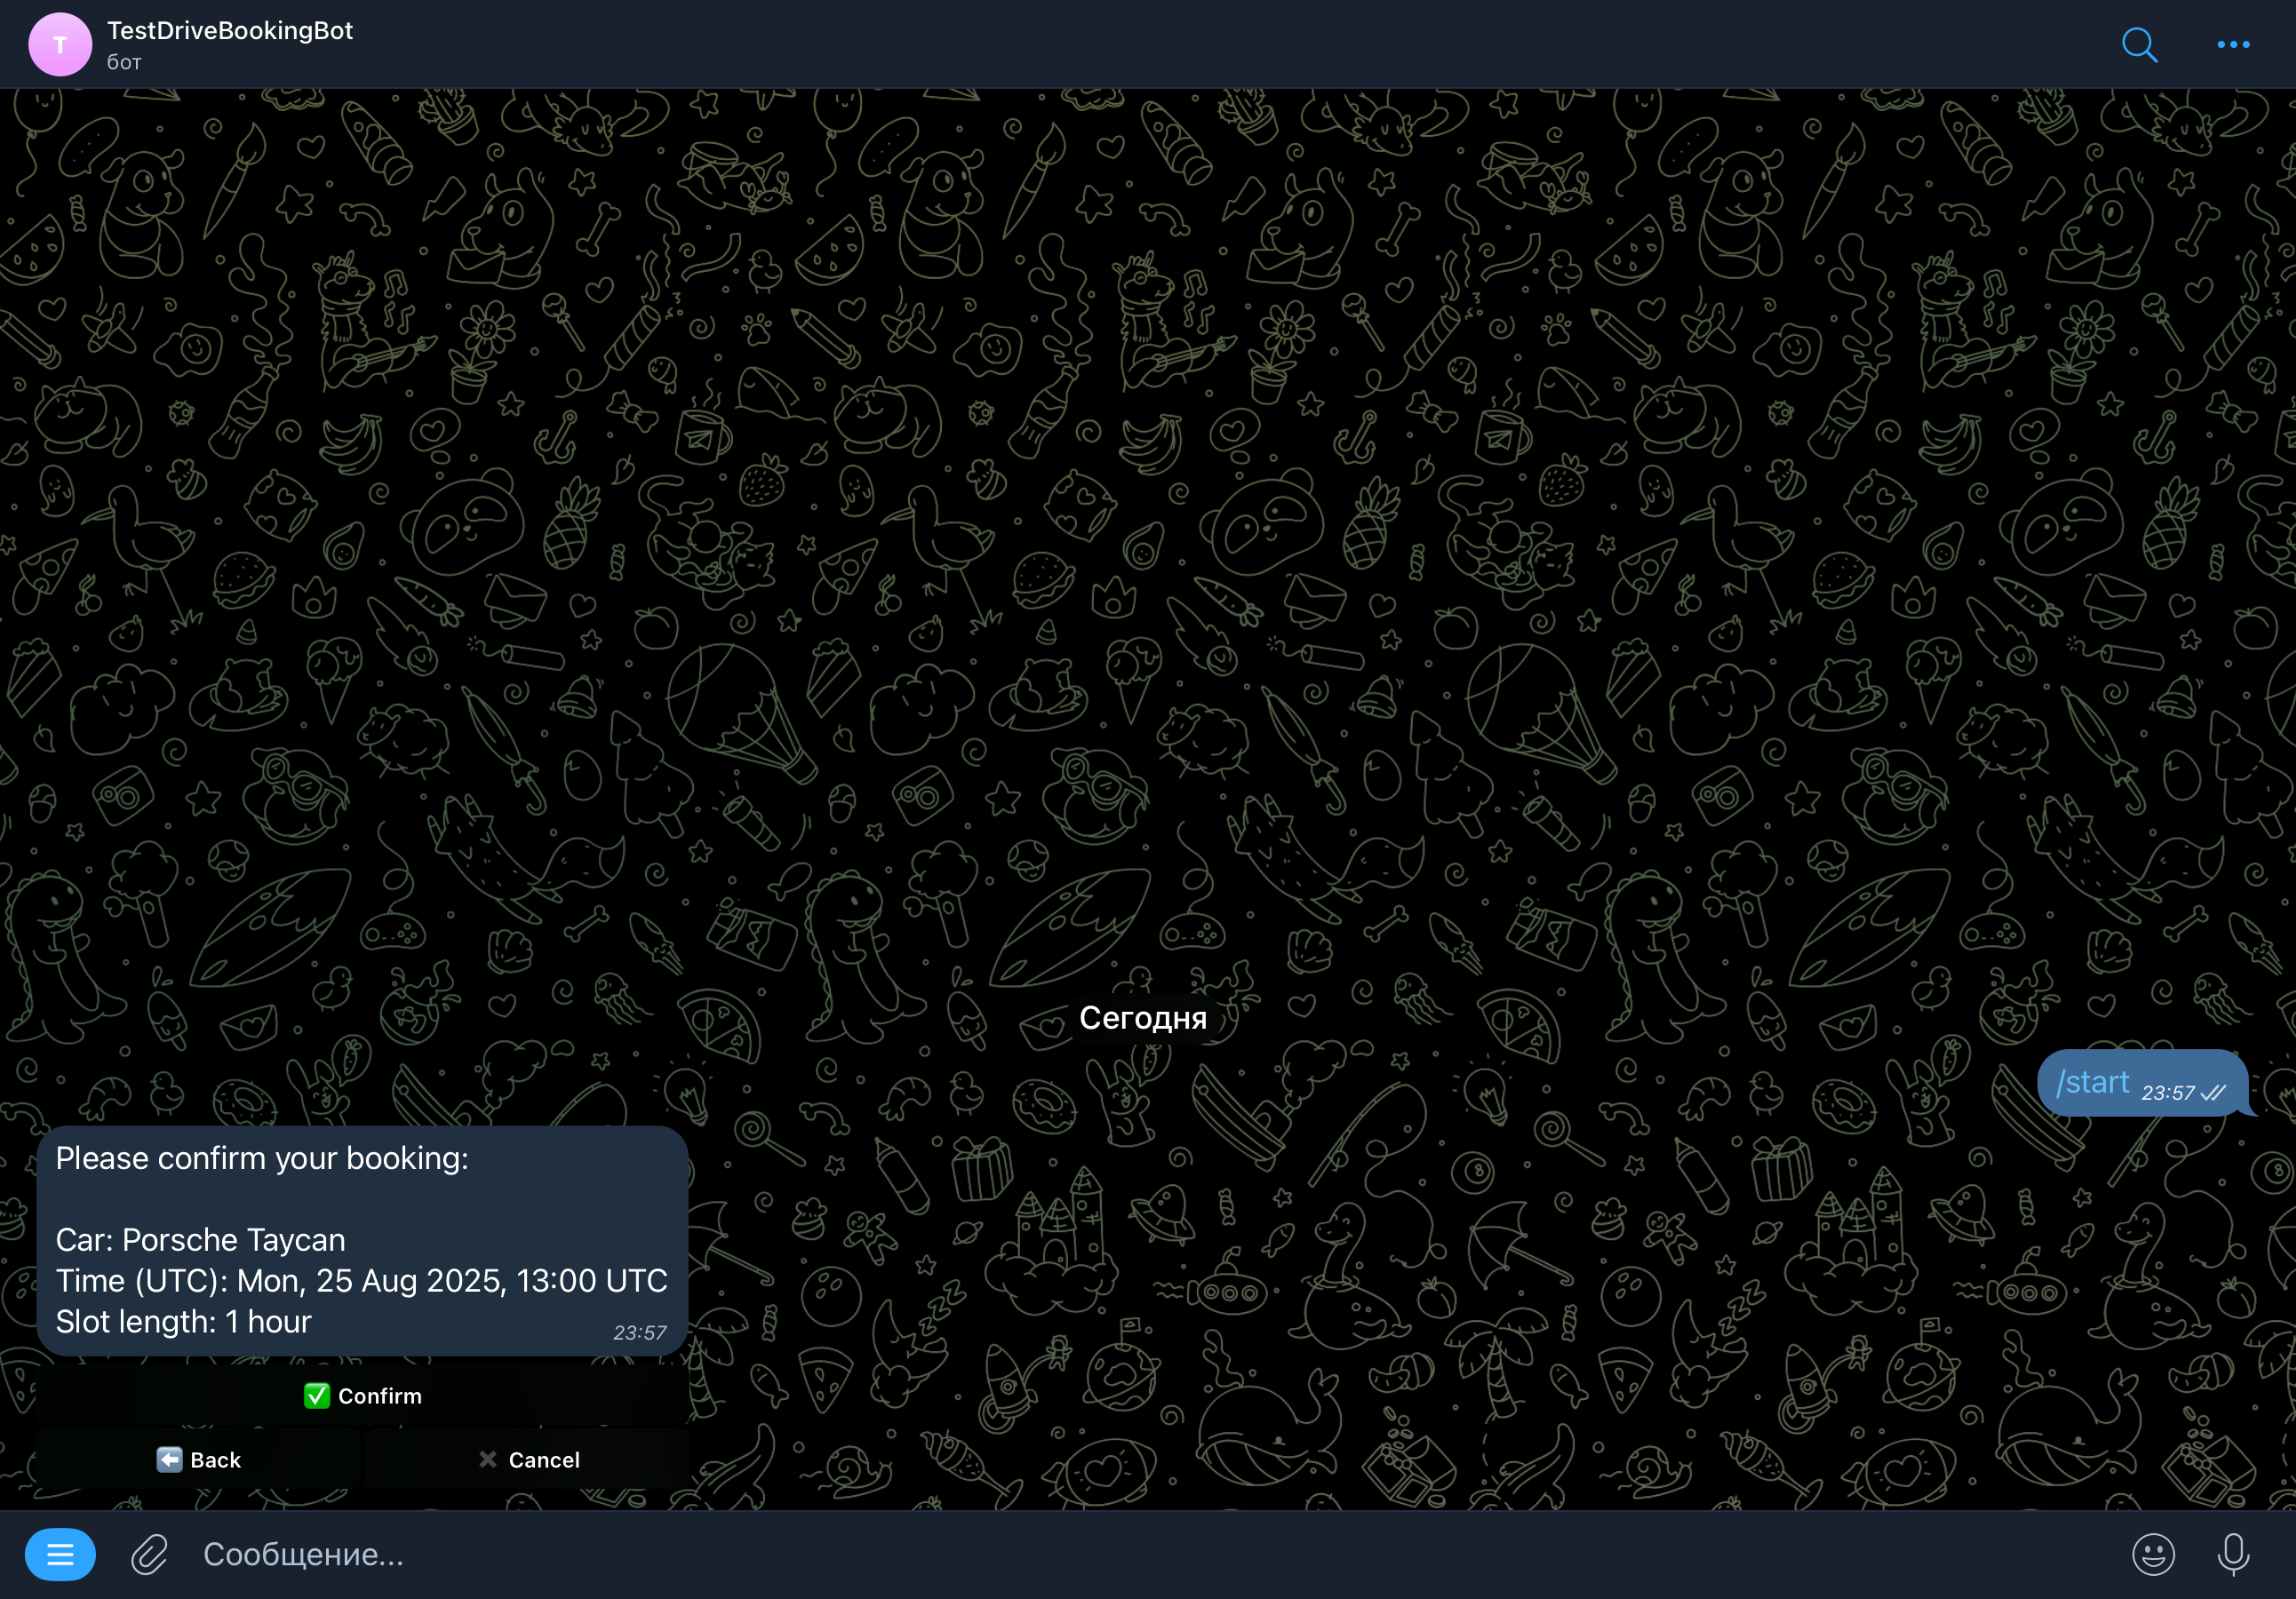 T
TestDriveBookingBot
бот
Сегодня
/start 23:57
Please confirm your booking:
Car: Porsche Taycan
Time (UTC): Mon, 25 Aug 2025, 13:00 UTC
Slot length: 1 hour
23:57
✅ Confirm
⬅️ Back
✖️ Cancel
Сообщение...